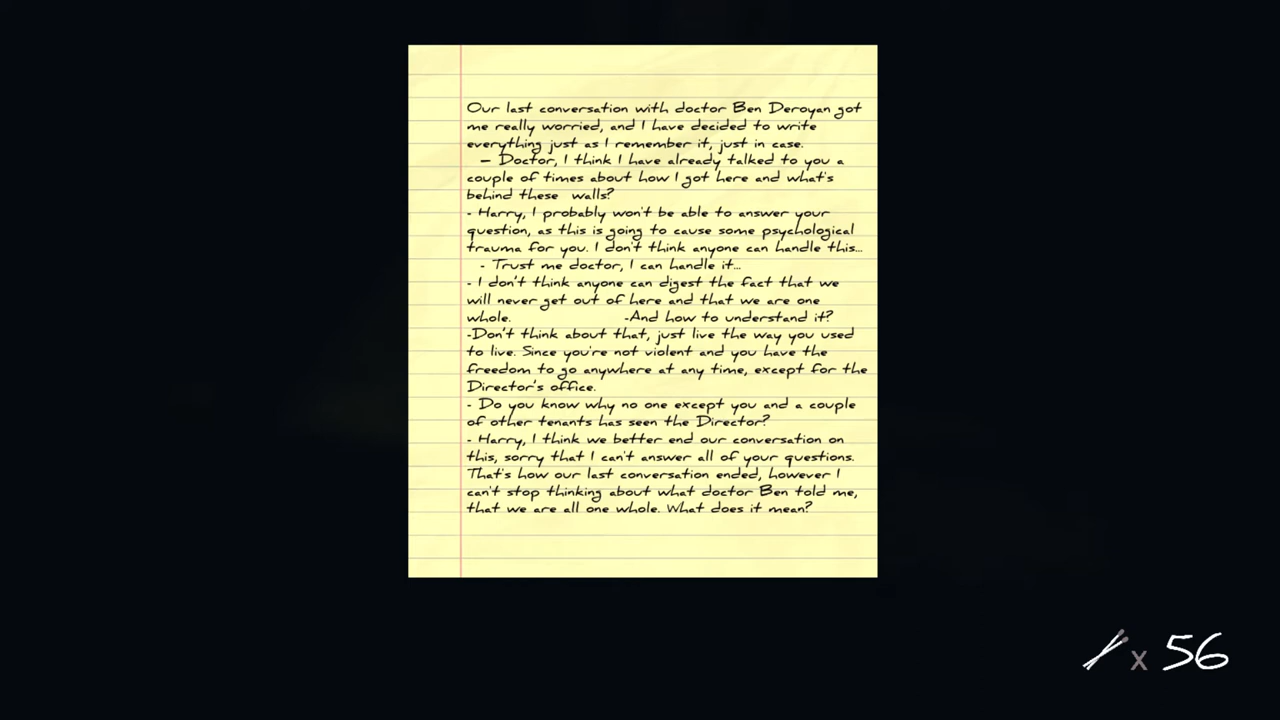 Our last conversation with doctor Ben Deroyan got
me really worried, and I have decided to write
everything just as I remember it, just in case.
— Doctor, I think I have already talked to you a
couple of times about how I got here and what's
behind these walls?
- Harry, I probably won't be able to answer your
question, as this is going to cause some psychological
trauma for you. I don't think anyone can handle this...
- Trust me doctor, I can handle it...
- I don't think anyone can digest the fact that we
will never get out of here and that we are one
whole. -And how to understand it?
-Don't think about that, just live the way you used
to live. Since you're not violent and you have the
freedom to go anywhere at any time, except for the
Director's office.
- Do you know why no one except you and a couple
of other tenants has seen the Director?
- Harry, I think we better end our conversation on
this, sorry that I can't answer all of your questions.
That's how our last conversation ended, however I
can't stop thinking about what doctor Ben told me,
that we are all one whole. What does it mean?
x 56